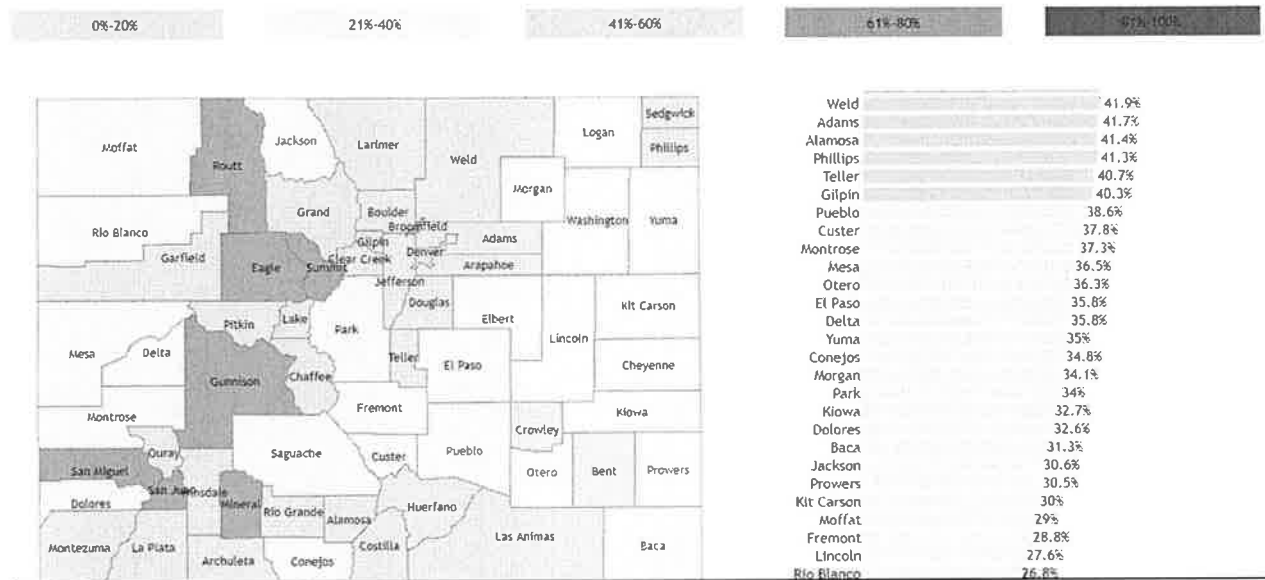 0%-20% 21%-40% 41%-60% 61%-80% 81%-100%
Moffat
Routt
Jackson
Larimer
Weld
Logan
Sedgwick
Phillips
Morgan
Rio Blanco
Grand
Boulder
Broomfield
Washington
Yuma
Garfield
Eagle
Summit
Gilpin
Clear Creek
Denver
Adams
Arapahoe
Jefferson
Douglas
Pitkin
Lake
Park
Elbert
Lincoln
Kit Carson
Mesa
Delta
Gunnison
Chaffee
Teller
El Paso
Cheyenne
Montrose
Fremont
Kiowa
Crowley
Ouray
Saguache
Custer
Pueblo
Otero
Bent
Prowers
San Miguel
San Juan
Hinsdale
Mineral
Dolores
Rio Grande
Alamosa
Huerfano
Las Animas
Montezuma
La Plata
Archuleta
Conejos
Costilla
Baca
Weld 41.9%
Adams 41.7%
Alamosa 41.4%
Phillips 41.3%
Teller 40.7%
Gilpin 40.3%
Pueblo 38.6%
Custer 37.8%
Montrose 37.3%
Mesa 36.5%
Otero 36.3%
El Paso 35.8%
Delta 35.8%
Yuma 35%
Conejos 34.8%
Morgan 34.1%
Park 34%
Kiowa 32.7%
Dolores 32.6%
Baca 31.3%
Jackson 30.6%
Prowers 30.5%
Kit Carson 30%
Moffat 29%
Fremont 28.8%
Lincoln 27.6%
Rio Blanco 26.8%